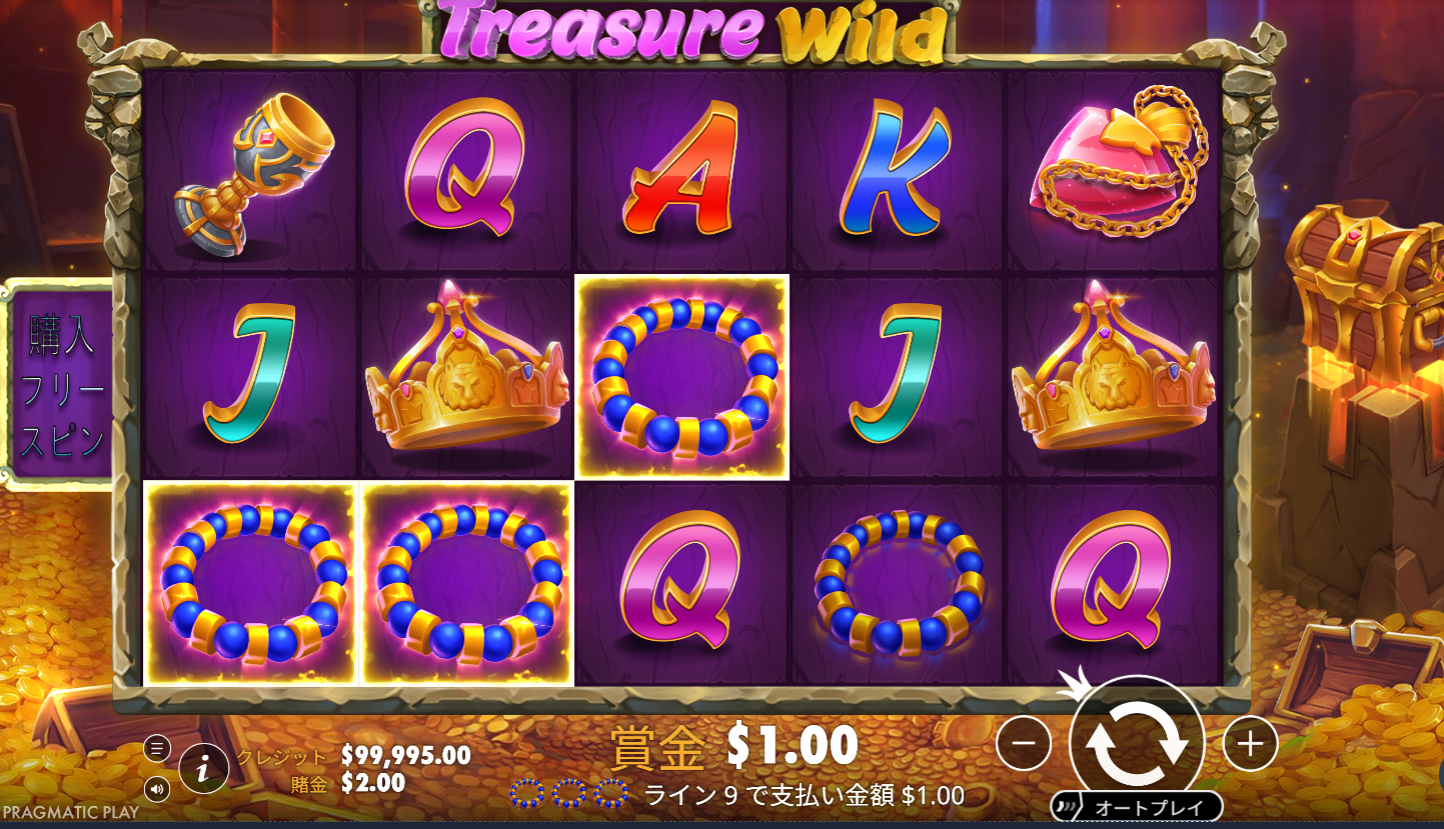 Treasure Wild
Q
A
K
J
J
購入
フリー
スピン
Q
Q
クレジット $99,995.00
賭金 $2.00
賞金 $1.00
ライン 9 で支払い金額 $1.00
オートプレイ
PRAGMATIC PLAY